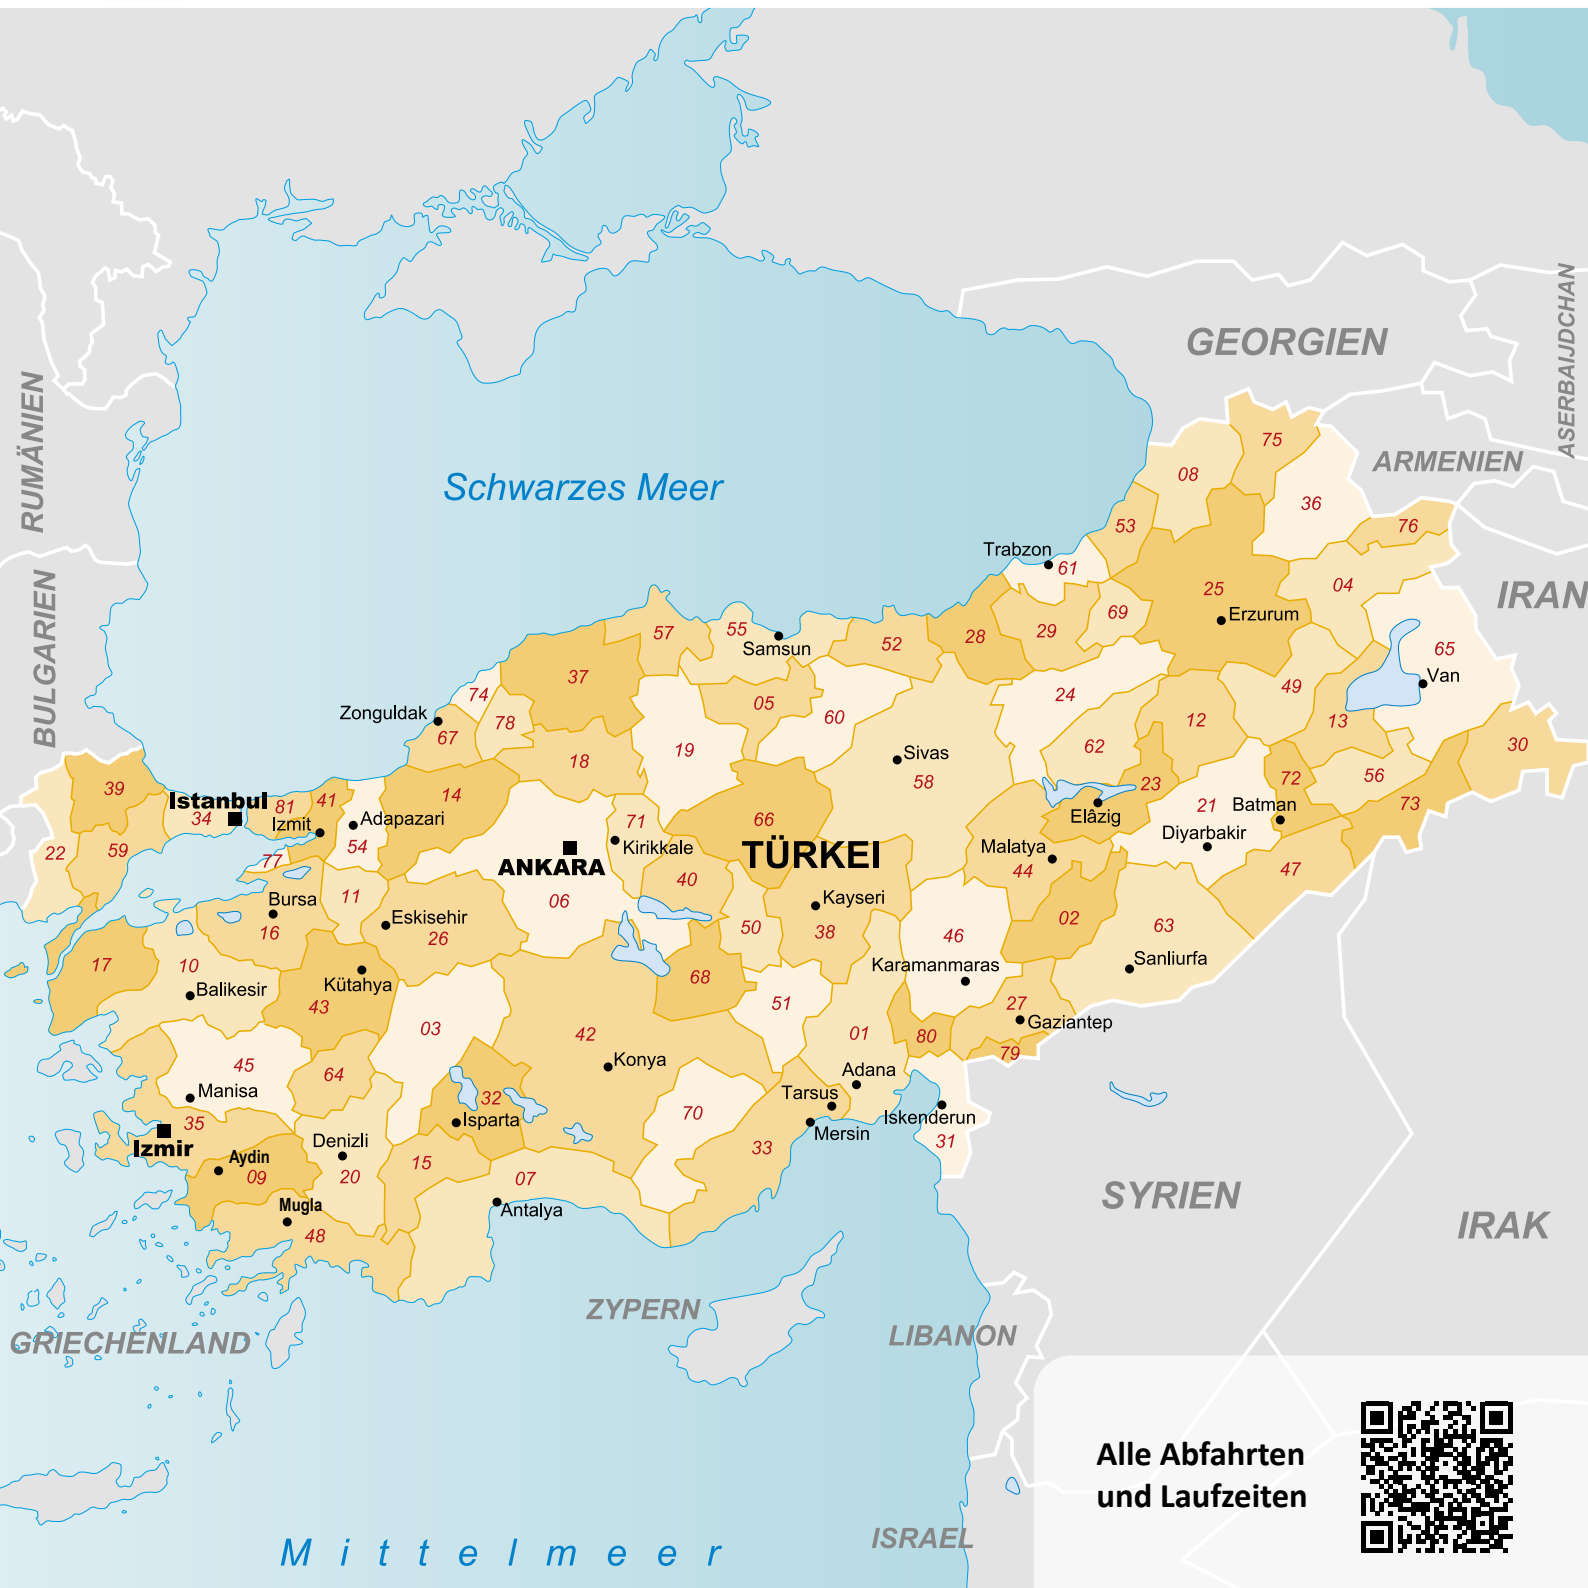 GEORGIEN
ASERBAIJDCHAN
RUMÄNIEN
ARMENIEN
Schwarzes Meer
IRAN
BULGARIEN
75
08
36
53
76
Trabzon
61
25
04
Erzurum
69
57
55
Samsun
52
28
29
65
Van
37
74
78
Zonguldak
67
05
60
24
49
13
12
30
19
18
Sivas
58
62
23
72
56
73
39
Istanbul
34
81
41
Izmit
Adapazari
54
14
71
Kirikkale
66
TÜRKEI
Elâzig
21
Batman
Diyarbakir
22
59
77
ANKARA
06
40
Malatya
44
47
Bursa
16
11
Eskisehir
26
Kayseri
38
50
02
63
46
17
10
Balikesir
Kütahya
43
68
Karamanmaras
Sanliurfa
51
27
Gaziantep
03
42
Konya
01
80
79
45
Manisa
64
Adana
32
Isparta
70
Tarsus
Mersin
Iskenderun
31
35
Izmir
Denizli
20
15
33
Aydin
09
07
Antalya
Mugla
48
SYRIEN
IRAK
ZYPERN
LIBANON
GRIECHENLAND
Alle Abfahrten
und Laufzeiten
ISRAEL
Mittelmeer